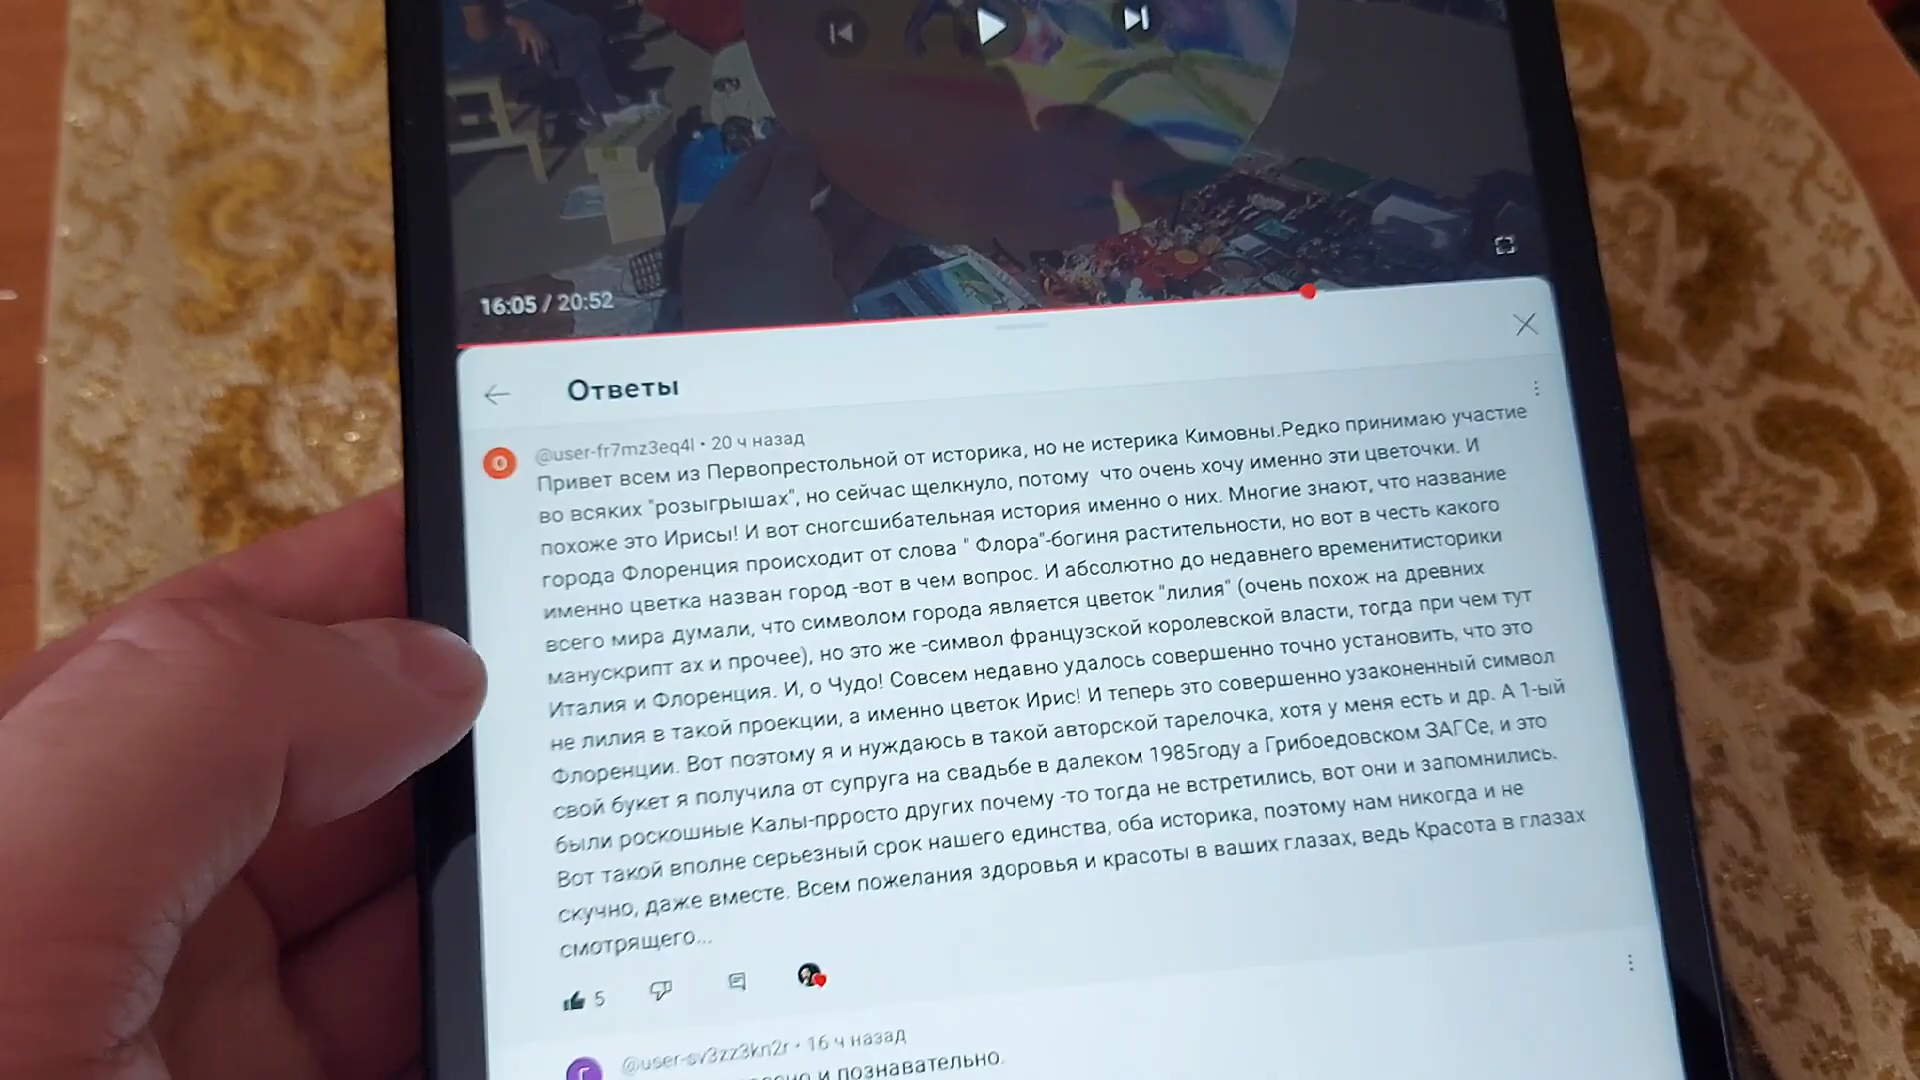 16:05 / 20:52
Ответы
@user-fr7mz3eq4l • 20 ч назад
Привет всем из Первопрестольной от историка, но не истерика Кимовны.Редко принимаю участие
во всяких "розыгрышах", но сейчас щелкнуло, потому что очень хочу именно эти цветочки. И
похоже это Ирисы! И вот сногсшибательная история именно о них. Многие знают, что название
города Флоренция происходит от слова " Флора"-богиня растительности, но вот в честь какого
именно цветка назван город -вот в чем вопрос. И абсолютно до недавнего временитисторики
всего мира думали, что символом города является цветок "лилия" (очень похож на древних
манускрипт ах и прочее), но это же -символ французской королевской власти, тогда при чем тут
Италия и Флоренция. И, о Чудо! Совсем недавно удалось совершенно точно установить, что это
не лилия в такой проекции, а именно цветок Ирис! И теперь это совершенно узаконенный символ
Флоренции. Вот поэтому я и нуждаюсь в такой авторской тарелочка, хотя у меня есть и др. А 1-ый
свой букет я получила от супруга на свадьбе в далеком 1985году а Грибоедовском ЗАГСе, и это
были роскошные Калы-прросто других почему -то тогда не встретились, вот они и запомнились.
Вот такой вполне серьезный срок нашего единства, оба историка, поэтому нам никогда и не
скучно, даже вместе. Всем пожелания здоровья и красоты в ваших глазах, ведь Красота в глазах
смотрящего...
5
@user-sv3zz3kn2r • 16 ч назад
и познавательно.